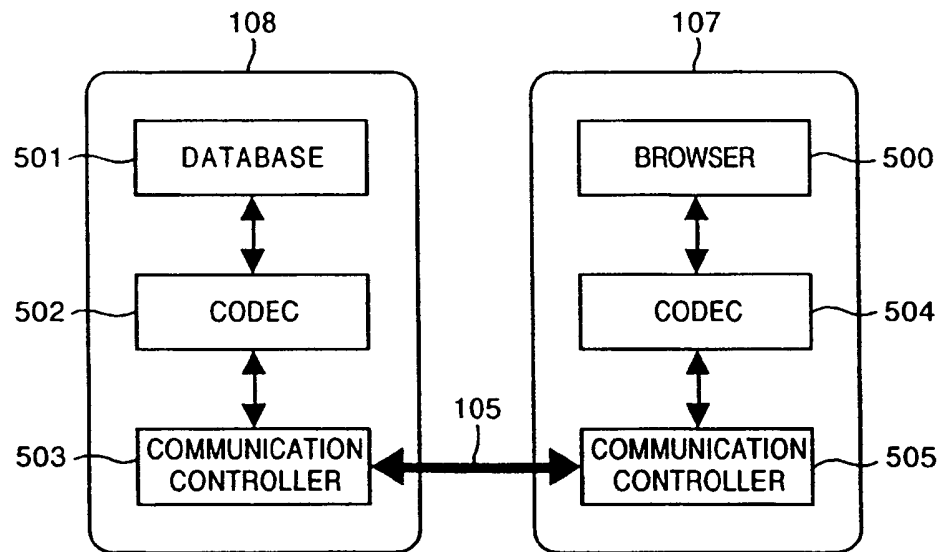 108
107
501
DATABASE
BROWSER
500
502
CODEC
CODEC
504
105
503
COMMUNICATION
CONTROLLER
COMMUNICATION
CONTROLLER
505